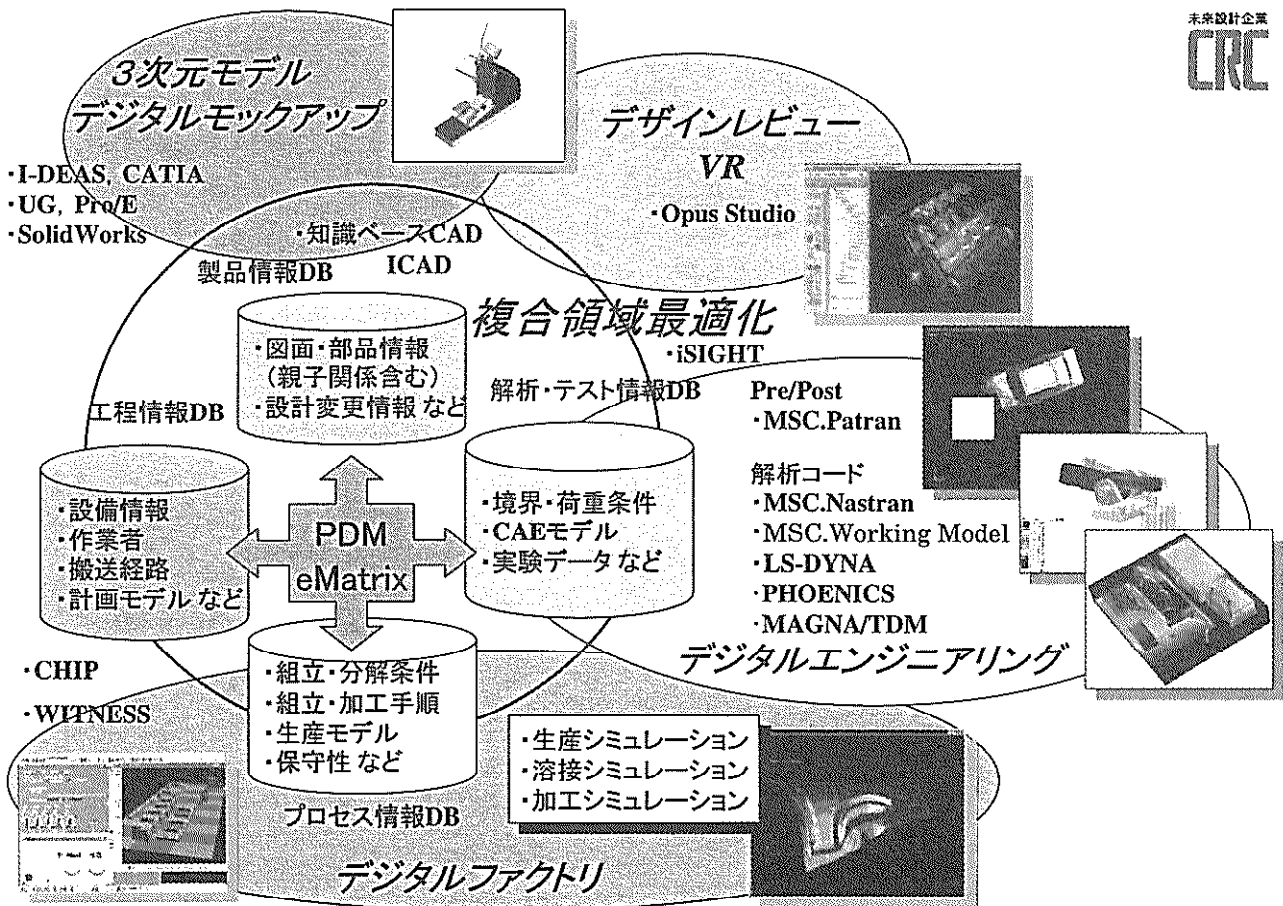 未来設計企業
CRC
3次元モデル
デジタルモックアップ
・I-DEAS, CATIA
・UG, Pro/E
・SolidWorks
デザインレビュー
VR
・Opus Studio
・知識ベースCAD
ICAD
製品情報DB
複合領域最適化
・iSIGHT
・図面・部品情報
(親子関係含む)
・設計変更情報 など
工程情報DB
解析・テスト情報DB
・設備情報
・作業者
・搬送経路
・計画モデル など
PDM
eMatrix
・境界・荷重条件
・CAEモデル
・実験データ など
Pre/Post
・MSC.Patran
解析コード
・MSC.Nastran
・MSC.Working Model
・LS-DYNA
・PHOENICS
・MAGNA/TDM
デジタルエンジニアリング
・CHIP
・WITNESS
・組立・分解条件
・組立・加工手順
・生産モデル
・保守性 など
プロセス情報DB
・生産シミュレーション
・溶接シミュレーション
・加工シミュレーション
デジタルファクトリ